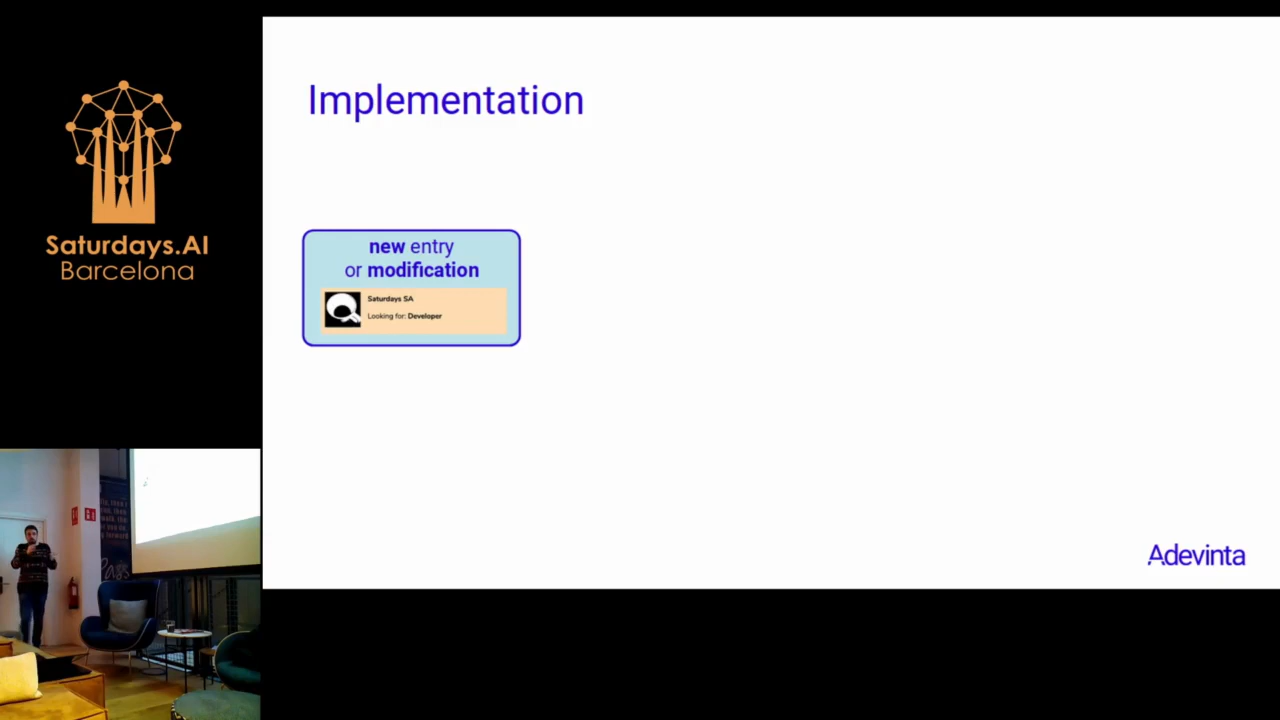 Saturdays.AI
Barcelona
Implementation
new entry
or modification
Saturdays SA
Looking for: Developer
Adevinta